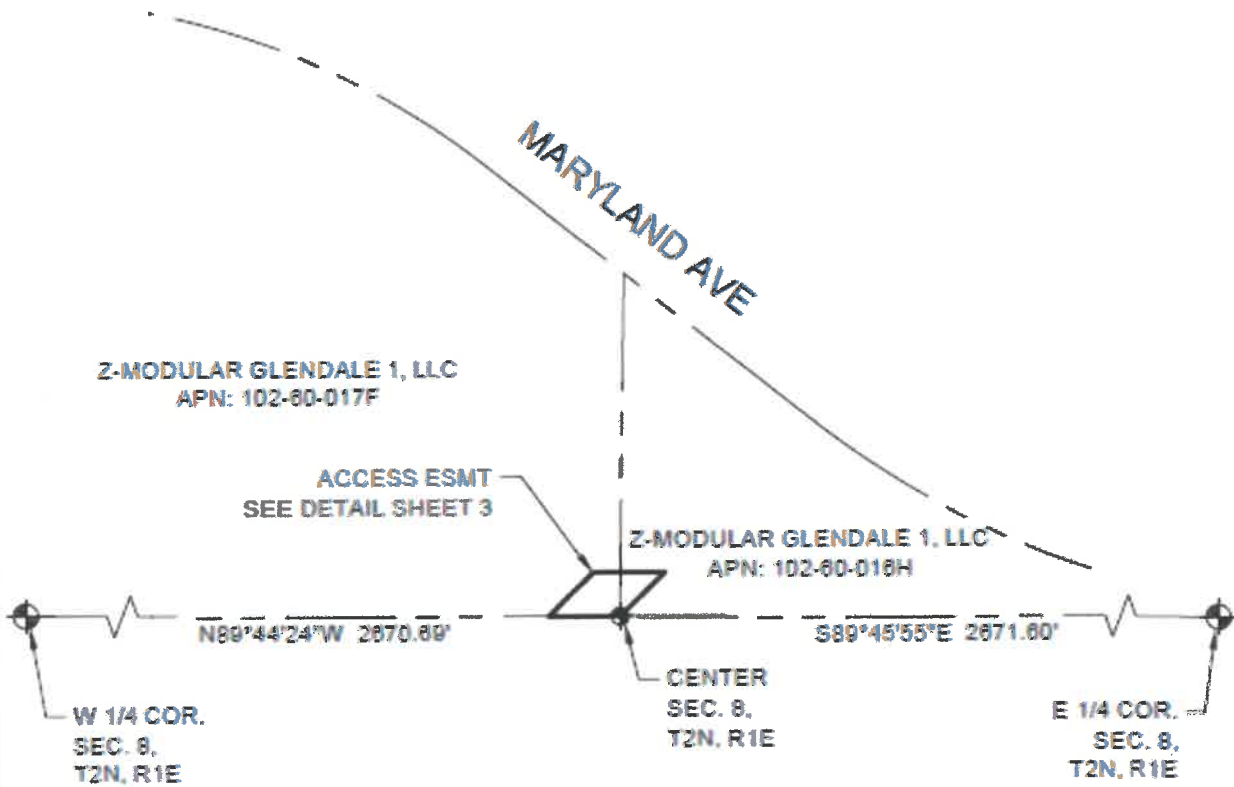 MARYLAND AVE
Z-MODULAR GLENDALE 1, LLC
APN: 102-60-017F
ACCESS ESMT
SEE DETAIL SHEET 3
Z-MODULAR GLENDALE 1, LLC
APN: 102-60-016H
N89°44'24"W 2670.69'
S89°45'55"E 2671.60'
W 1/4 COR.
SEC. 8,
T2N, R1E
CENTER
SEC. 8,
T2N, R1E
E 1/4 COR.
SEC. 8,
T2N, R1E